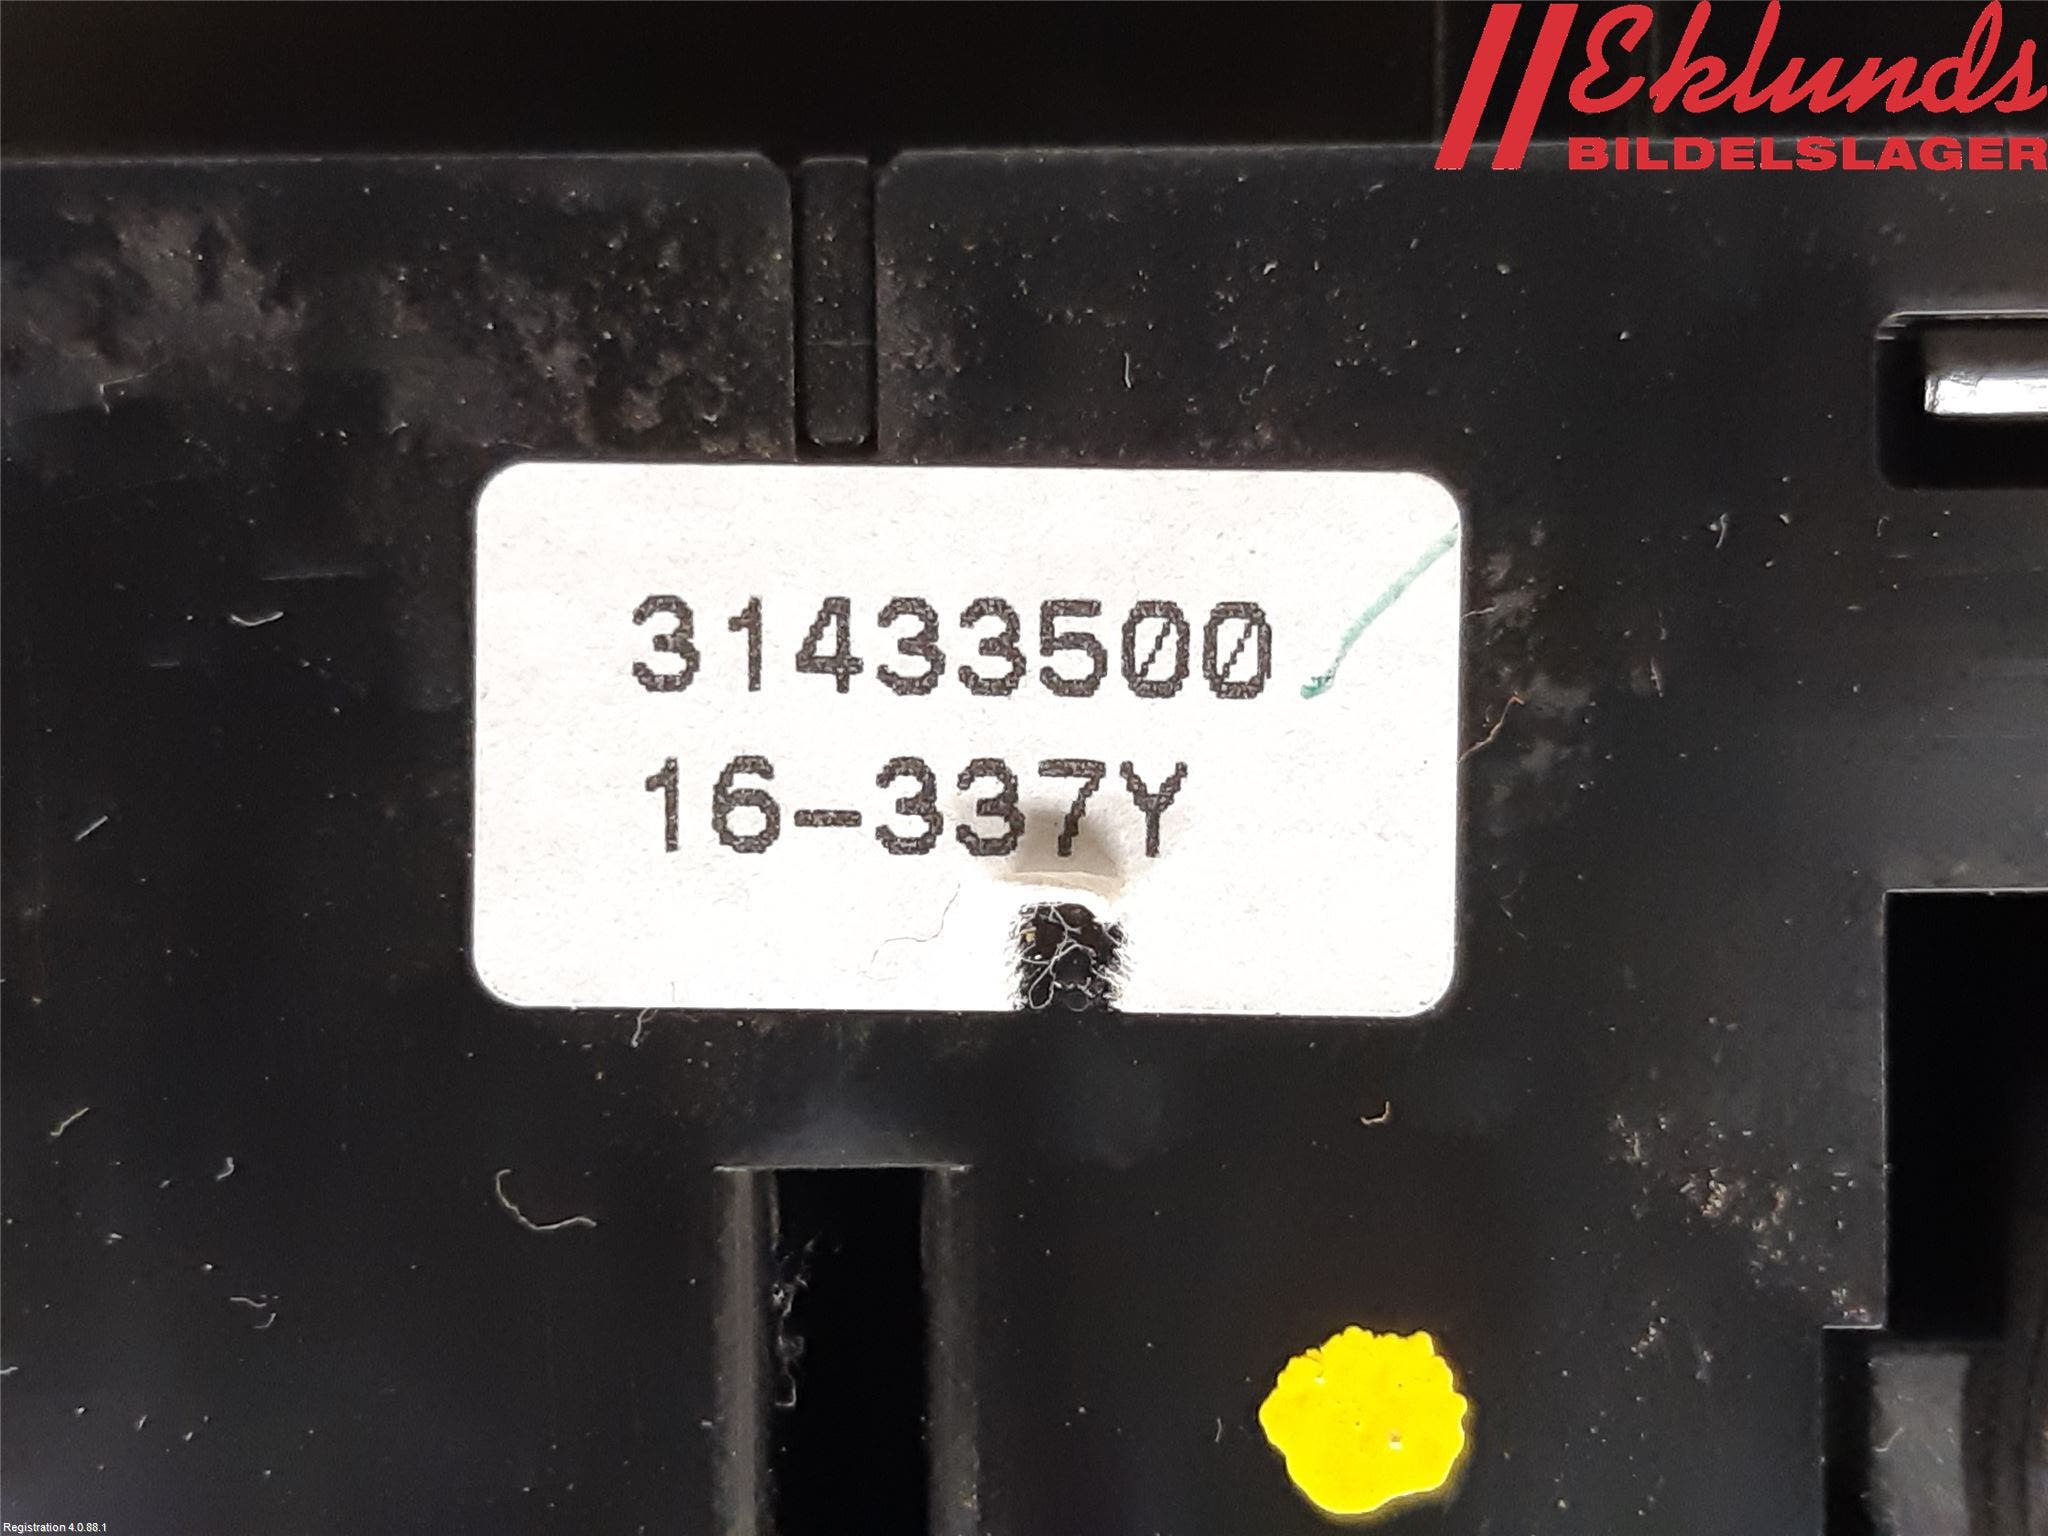 Eklunds
BILDELSLAGER
31433500
16-337Y
Registration 4.0.88.1